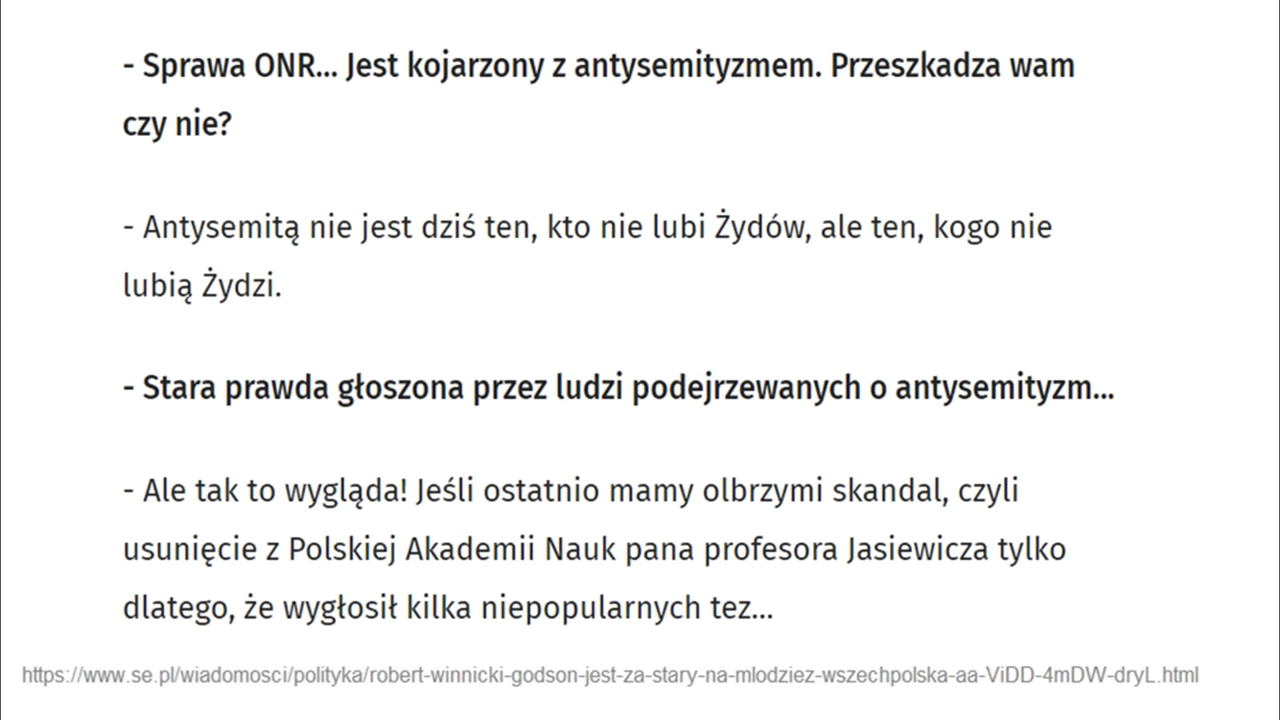 - Sprawa ONR... Jest kojarzony z antysemityzmem. Przeszkadza wam
czy nie?
- Antysemitą nie jest dziś ten, kto nie lubi Żydów, ale ten, kogo nie
lubią Żydzi.
- Stara prawda głoszona przez ludzi podejrzewanych o antysemityzm...
- Ale tak to wygląda! Jeśli ostatnio mamy olbrzymi skandal, czyli
usunięcie z Polskiej Akademii Nauk pana profesora Jasiewicza tylko
dlatego, że wygłosił kilka niepopularnych tez...
https://www.se.pl/wiadomosci/polityka/robert-winnicki-godson-jest-za-stary-na-mlodziez-wszechpolska-aa-ViDD-4mDW-dryL.html